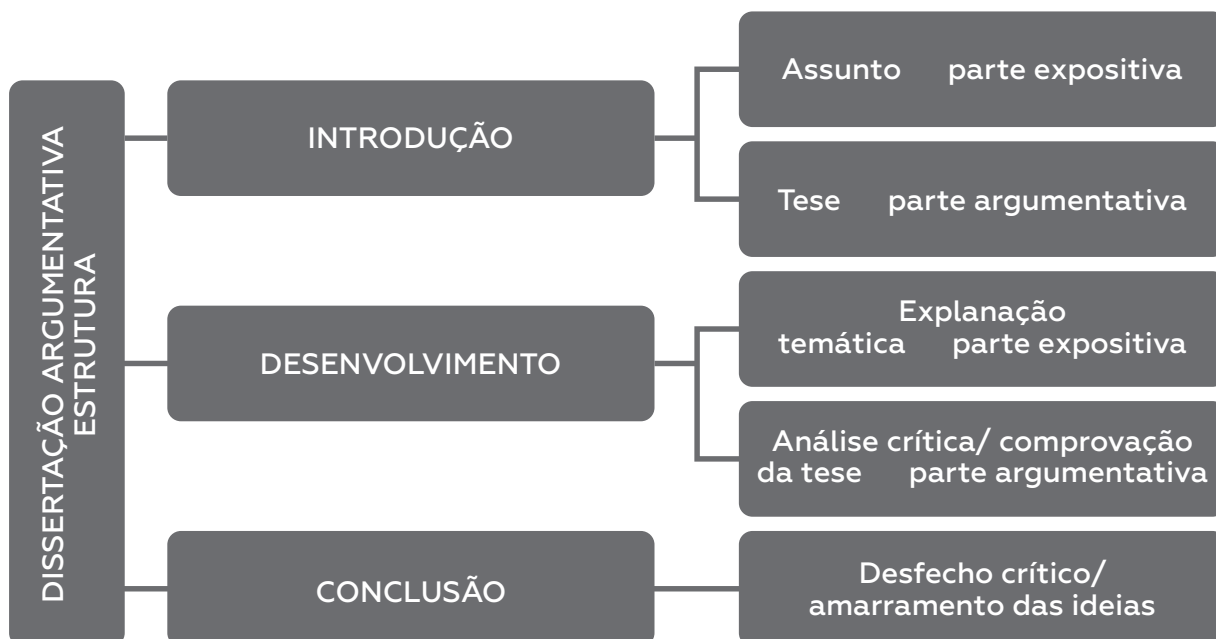 DISSERTAÇÃO ARGUMENTATIVA
ESTRUTURA
INTRODUÇÃO
Assunto parte expositiva
Tese parte argumentativa
DESENVOLVIMENTO
Explanação
temática parte expositiva
Análise crítica/ comprovação
da tese parte argumentativa
CONCLUSÃO
Desfecho crítico/
amarramento das ideias